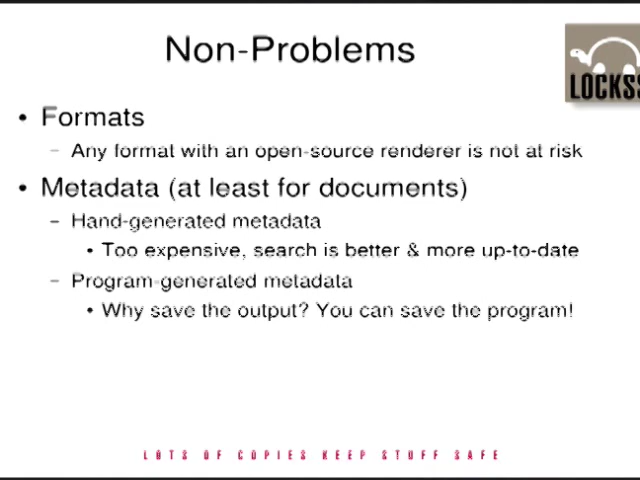 Non-Problems
LOCKSS
• Formats
– Any format with an open-source renderer is not at risk
• Metadata (at least for documents)
– Hand-generated metadata
• Too expensive, search is better & more up-to-date
– Program-generated metadata
• Why save the output? You can save the program!
LOTS OF COPIES KEEP STUFF SAFE